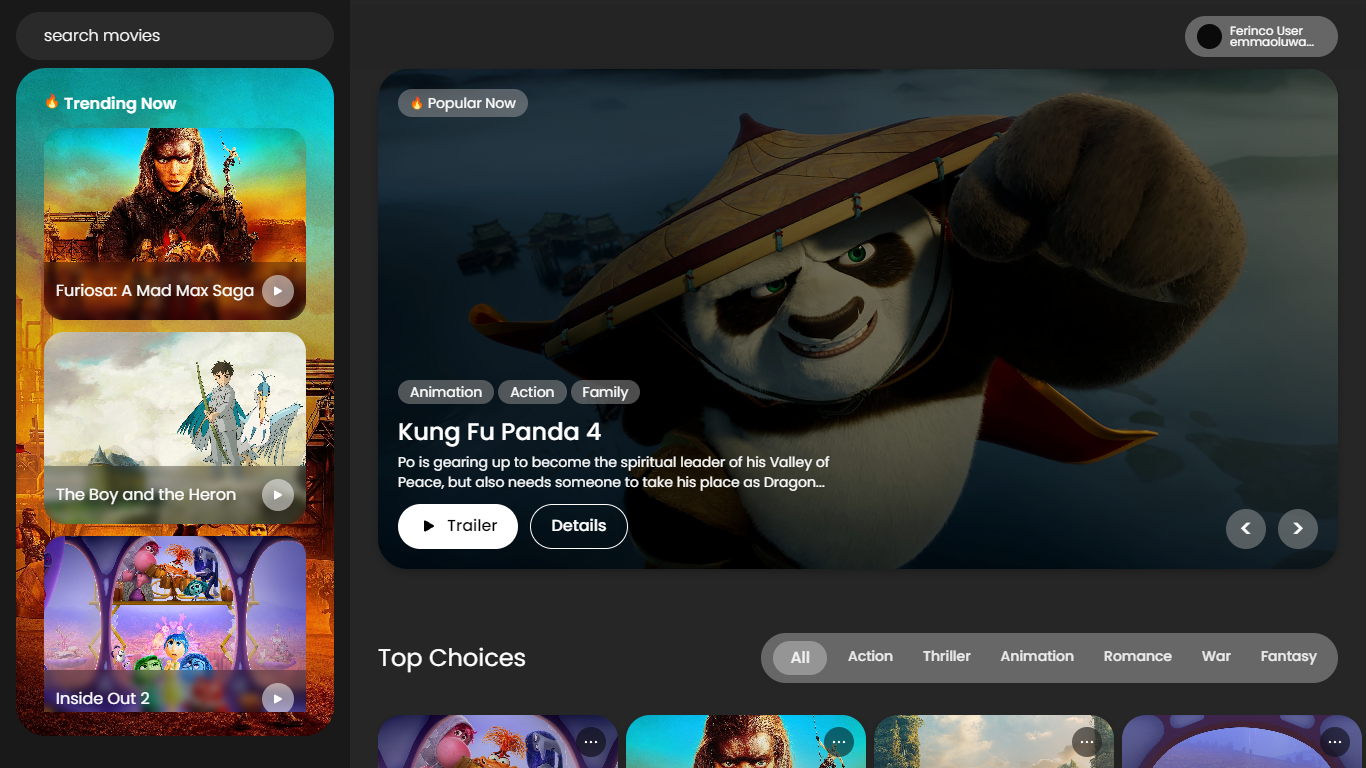 search movies
🔥 Trending Now
Furiosa: A Mad Max Saga
The Boy and the Heron
Inside Out 2
Ferinco User
emmaoluwa...
🔥 Popular Now
Animation Action Family
Kung Fu Panda 4
Po is gearing up to become the spiritual leader of his Valley of
Peace, but also needs someone to take his place as Dragon...
Trailer Details
Top Choices
All Action Thriller Animation Romance War Fantasy